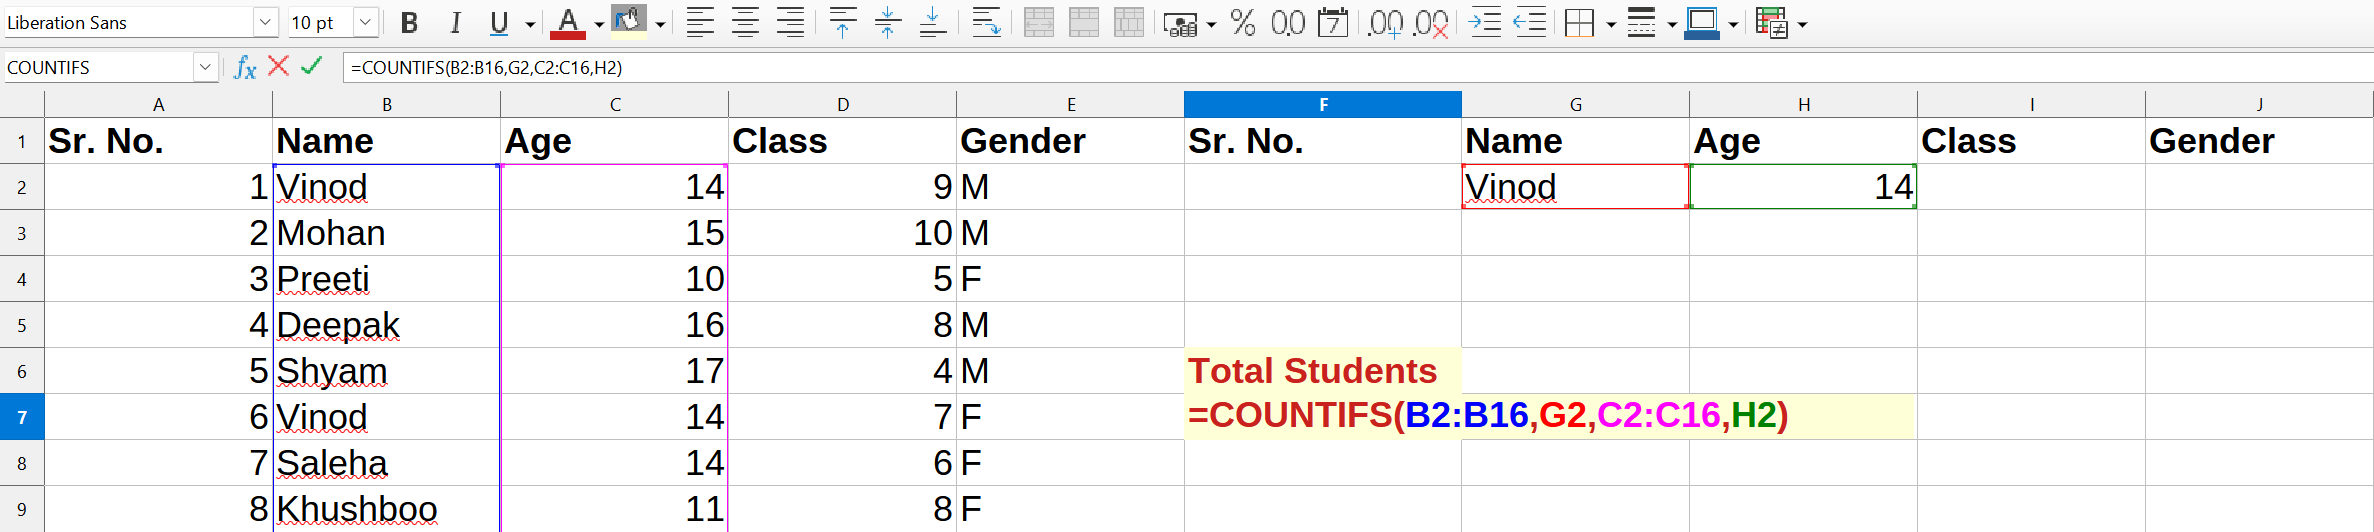 Liberation Sans 10 pt B I U A % 0.0 7 .00 .00
COUNTIFS fx =COUNTIFS(B2:B16,G2,C2:C16,H2)
A B C D E F G H I J
1 Sr. No. Name Age Class Gender Sr. No. Name Age Class Gender
2 1 Vinod 14 9 M Vinod 14
3 2 Mohan 15 10 M
4 3 Preeti 10 5 F
5 4 Deepak 16 8 M
6 5 Shyam 17 4 M Total Students
7 6 Vinod 14 7 F =COUNTIFS(B2:B16,G2,C2:C16,H2)
8 7 Saleha 14 6 F
9 8 Khushboo 11 8 F